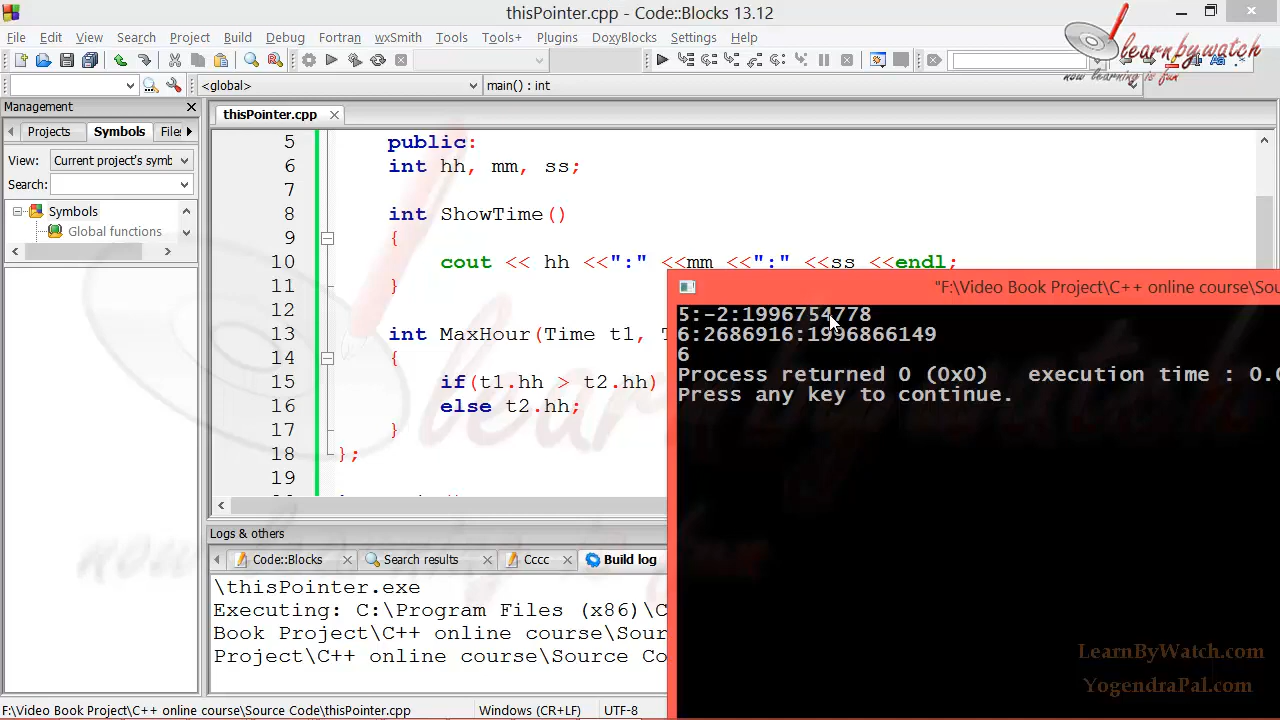 thisPointer.cpp - Code::Blocks 13.12
File Edit View Search Project Build Debug Fortran wxSmith Tools Tools+ Plugins DoxyBlocks Settings Help
learnbywatch
now learning is fun
<global> main() : int
Management
thisPointer.cpp
Projects Symbols Files
View: Current project's symb
Search:
Symbols
Global functions
5 public:
6 int hh, mm, ss;
7
8 int ShowTime()
9 {
10 cout << hh <<":" <<mm <<":" <<ss <<endl;
11 }
12
13 int MaxHour(Time t1,
14 {
15 if(t1.hh > t2.hh)
16 else t2.hh;
17 }
18 };
19
"F:\Video Book Project\C++ online course\Sou
5:-2:1996754778
6:2686916:1996866149
6
Process returned 0 (0x0) execution time : 0.0
Press any key to continue.
Logs & others
Code::Blocks Search results Cccc Build log
\thisPointer.exe
Executing: C:\Program Files (x86)\C
Book Project\C++ online course\Sour
Project\C++ online course\Source Co
LearnByWatch.com
YogendraPal.com
F:\Video Book Project\C++ online course\Source Code\thisPointer.cpp Windows (CR+LF) UTF-8